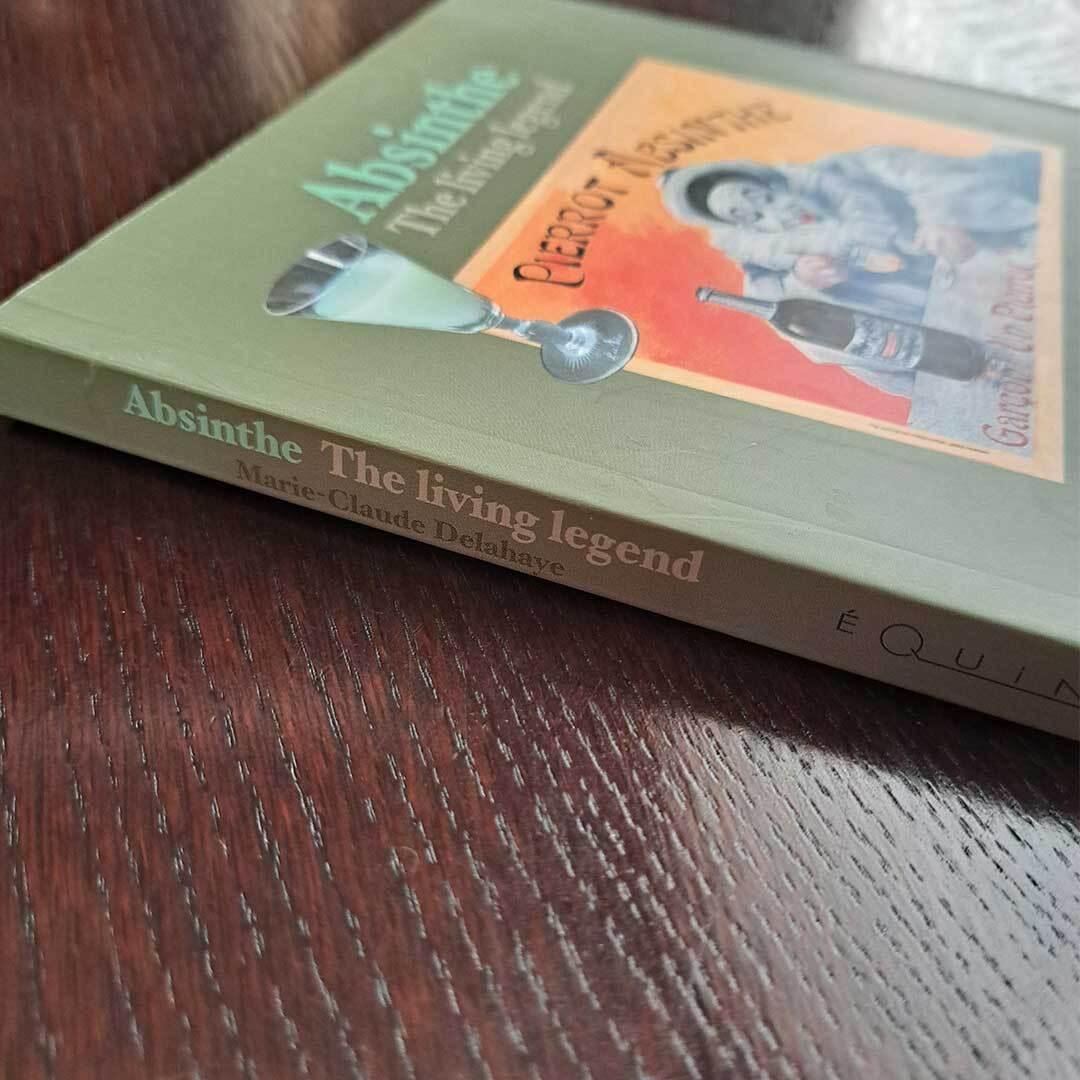 Absinthe
The living legend
PIERROT ABSINTHE
Garçon! Un Pierrot
Absinthe The living legend
Marie-Claude Delahaye
ÉQUIN